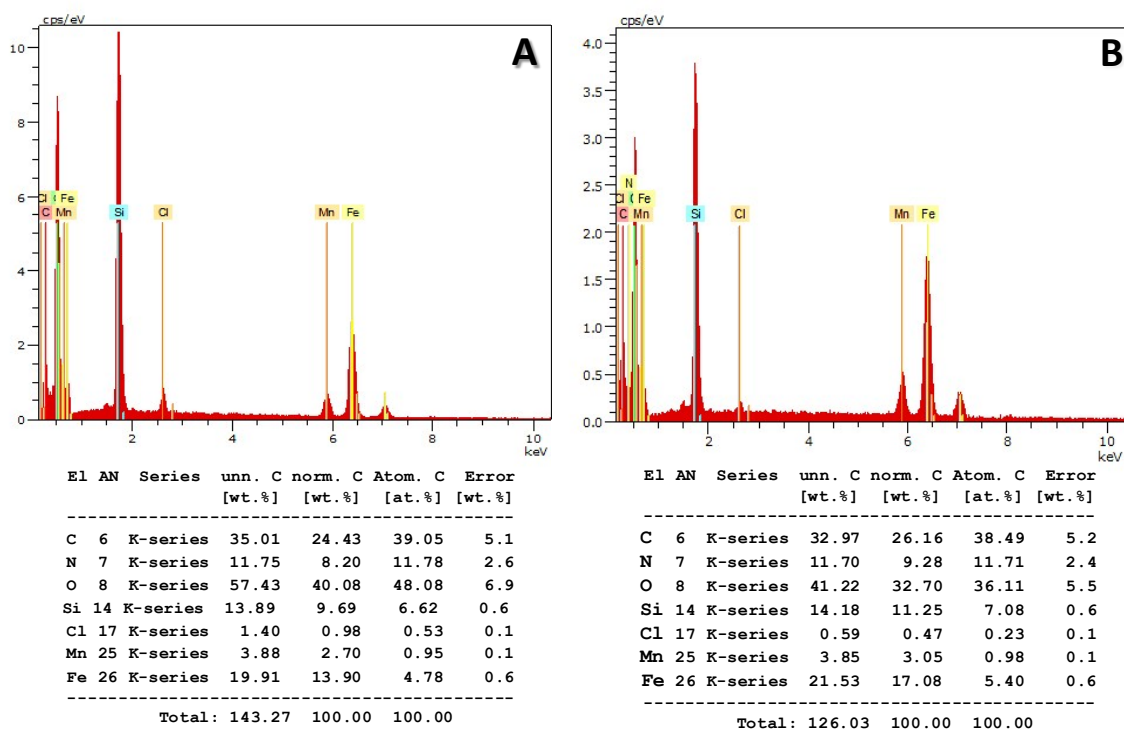 cps/eV
A
10
8
6
4
2
0
Cl
Fe
C
Mn
Si
Cl
Mn
Fe
2
4
6
8
10
keV
El AN Series unn. C norm. C Atom. C Error
[wt.%] [wt.%] [at.%] [wt.%]
----------------------------------------------
C 6 K-series 35.01 24.43 39.05 5.1
N 7 K-series 11.75 8.20 11.78 2.6
O 8 K-series 57.43 40.08 48.08 6.9
Si 14 K-series 13.89 9.69 6.62 0.6
Cl 17 K-series 1.40 0.98 0.53 0.1
Mn 25 K-series 3.88 2.70 0.95 0.1
Fe 26 K-series 19.91 13.90 4.78 0.6
----------------------------------------------
Total: 143.27 100.00 100.00
cps/eV
B
4.0
3.5
3.0
2.5
2.0
1.5
1.0
0.5
0.0
N
Cl
Fe
C
Mn
Si
Cl
Mn
Fe
2
4
6
8
10
keV
El AN Series unn. C norm. C Atom. C Error
[wt.%] [wt.%] [at.%] [wt.%]
----------------------------------------------
C 6 K-series 32.97 26.16 38.49 5.2
N 7 K-series 11.70 9.28 11.71 2.4
O 8 K-series 41.22 32.70 36.11 5.5
Si 14 K-series 14.18 11.25 7.08 0.6
Cl 17 K-series 0.59 0.47 0.23 0.1
Mn 25 K-series 3.85 3.05 0.98 0.1
Fe 26 K-series 21.53 17.08 5.40 0.6
----------------------------------------------
Total: 126.03 100.00 100.00